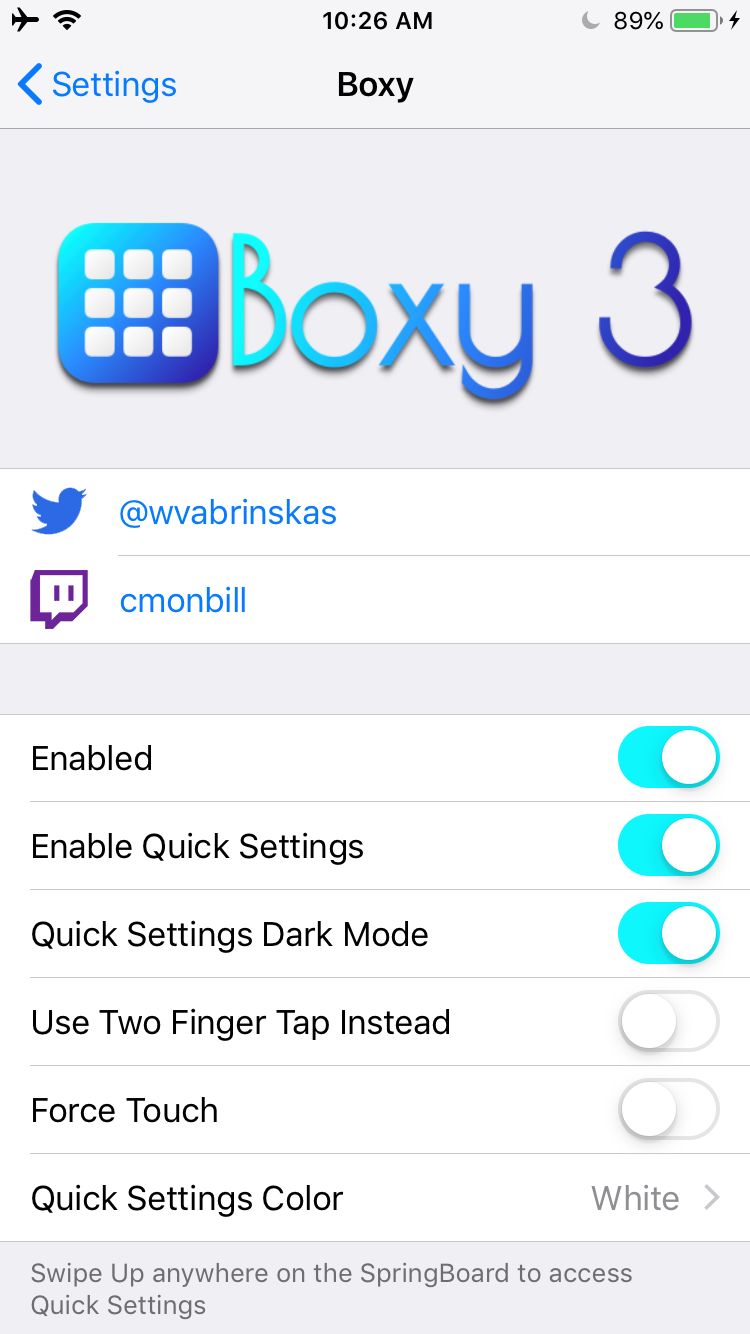 10:26 AM
89%
Settings
Boxy
Boxy 3
@wvabrinskas
cmonbill
Enabled
Enable Quick Settings
Quick Settings Dark Mode
Use Two Finger Tap Instead
Force Touch
Quick Settings Color
White
Swipe Up anywhere on the SpringBoard to access
Quick Settings